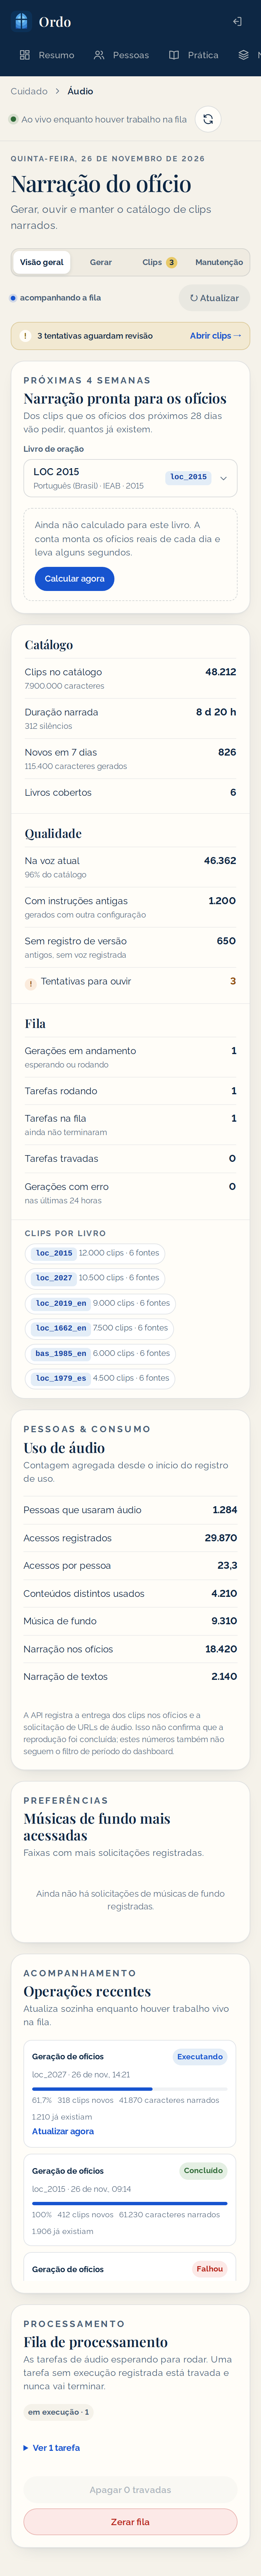 Ordo
Resumo Pessoas Prática
Cuidado > Áudio
Ao vivo enquanto houver trabalho na fila
QUINTA-FEIRA, 26 DE NOVEMBRO DE 2026
Narração do ofício
Gerar, ouvir e manter o catálogo de clips
narrados.
Visão geral Gerar Clips 3 Manutenção
acompanhando a fila Atualizar
! 3 tentativas aguardam revisão Abrir clips →
PRÓXIMAS 4 SEMANAS
Narração pronta para os ofícios
Dos clips que os ofícios dos próximos 28 dias
vão pedir, quantos já existem.
Livro de oração
LOC 2015
Português (Brasil) · IEAB · 2015
loc_2015
Ainda não calculado para este livro. A
conta monta os ofícios reais de cada dia e
leva alguns segundos.
Calcular agora
Catálogo
Clips no catálogo 48.212
7.900.000 caracteres
Duração narrada 8 d 20 h
312 silêncios
Novos em 7 dias 826
115.400 caracteres gerados
Livros cobertos 6
Qualidade
Na voz atual 46.362
96% do catálogo
Com instruções antigas 1.200
gerados com outra configuração
Sem registro de versão 650
antigos, sem voz registrada
! Tentativas para ouvir 3
Fila
Gerações em andamento 1
esperando ou rodando
Tarefas rodando 1
Tarefas na fila 1
ainda não terminaram
Tarefas travadas 0
Gerações com erro 0
nas últimas 24 horas
CLIPS POR LIVRO
loc_2015 12.000 clips · 6 fontes
loc_2027 10.500 clips · 6 fontes
loc_2019_en 9.000 clips · 6 fontes
loc_1662_en 7.500 clips · 6 fontes
bas_1985_en 6.000 clips · 6 fontes
loc_1979_es 4.500 clips · 6 fontes
PESSOAS & CONSUMO
Uso de áudio
Contagem agregada desde o início do registro
de uso.
Pessoas que usaram áudio 1.284
Acessos registrados 29.870
Acessos por pessoa 23,3
Conteúdos distintos usados 4.210
Música de fundo 9.310
Narração nos ofícios 18.420
Narração de textos 2.140
A API registra a entrega dos clips nos ofícios e a
solicitação de URLs de áudio. Isso não confirma que a
reprodução foi concluída; estes números também não
seguem o filtro de período do dashboard.
PREFERÊNCIAS
Músicas de fundo mais
acessadas
Faixas com mais solicitações registradas.
Ainda não há solicitações de músicas de fundo
registradas.
ACOMPANHAMENTO
Operações recentes
Atualiza sozinha enquanto houver trabalho vivo
na fila.
Geração de ofícios Executando
loc_2027 · 26 de nov., 14:21
61,7% 318 clips novos 41.870 caracteres narrados
1.210 já existiam
Atualizar agora
Geração de ofícios Concluído
loc_2015 · 26 de nov., 09:14
100% 412 clips novos 61.230 caracteres narrados
1.906 já existiam
Geração de ofícios Falhou
PROCESSAMENTO
Fila de processamento
As tarefas de áudio esperando para rodar. Uma
tarefa sem execução registrada está travada e
nunca vai terminar.
em execução · 1
Ver 1 tarefa
Apagar 0 travadas
Zerar fila